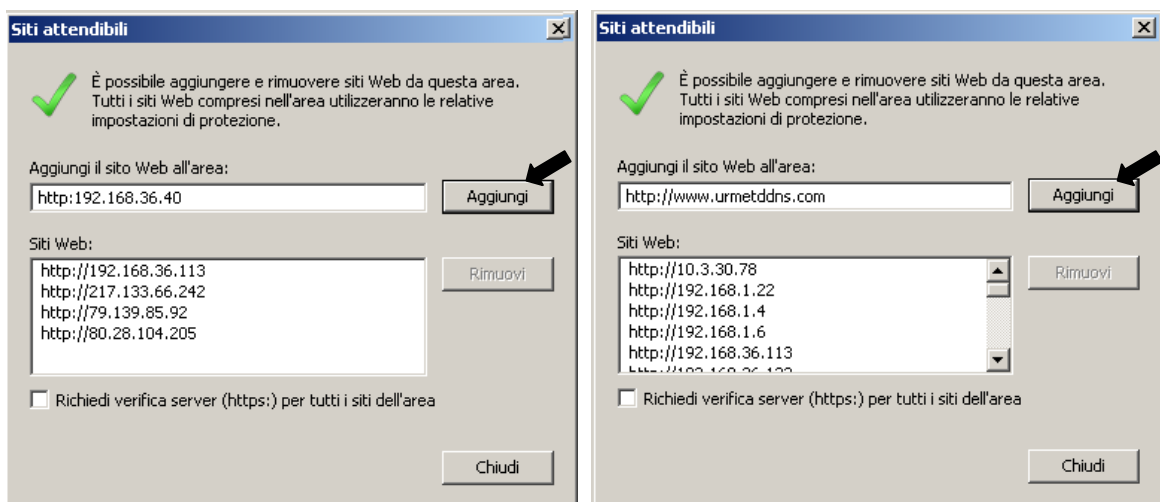 Siti attendibili
È possibile aggiungere e rimuovere siti Web da questa area.
Tutti i siti Web compresi nell'area utilizzeranno le relative
impostazioni di protezione.
Aggiungi il sito Web all'area:
http:192.168.36.40
Aggiungi
Siti Web:
http://192.168.36.113
http://217.133.66.242
http://79.139.85.92
http://80.28.104.205
Rimuovi
Richiedi verifica server (https:) per tutti i siti dell'area
Chiudi
Siti attendibili
È possibile aggiungere e rimuovere siti Web da questa area.
Tutti i siti Web compresi nell'area utilizzeranno le relative
impostazioni di protezione.
Aggiungi il sito Web all'area:
http://www.urmetddns.com
Aggiungi
Siti Web:
http://10.3.30.78
http://192.168.1.22
http://192.168.1.4
http://192.168.1.6
http://192.168.36.113
Rimuovi
Richiedi verifica server (https:) per tutti i siti dell'area
Chiudi